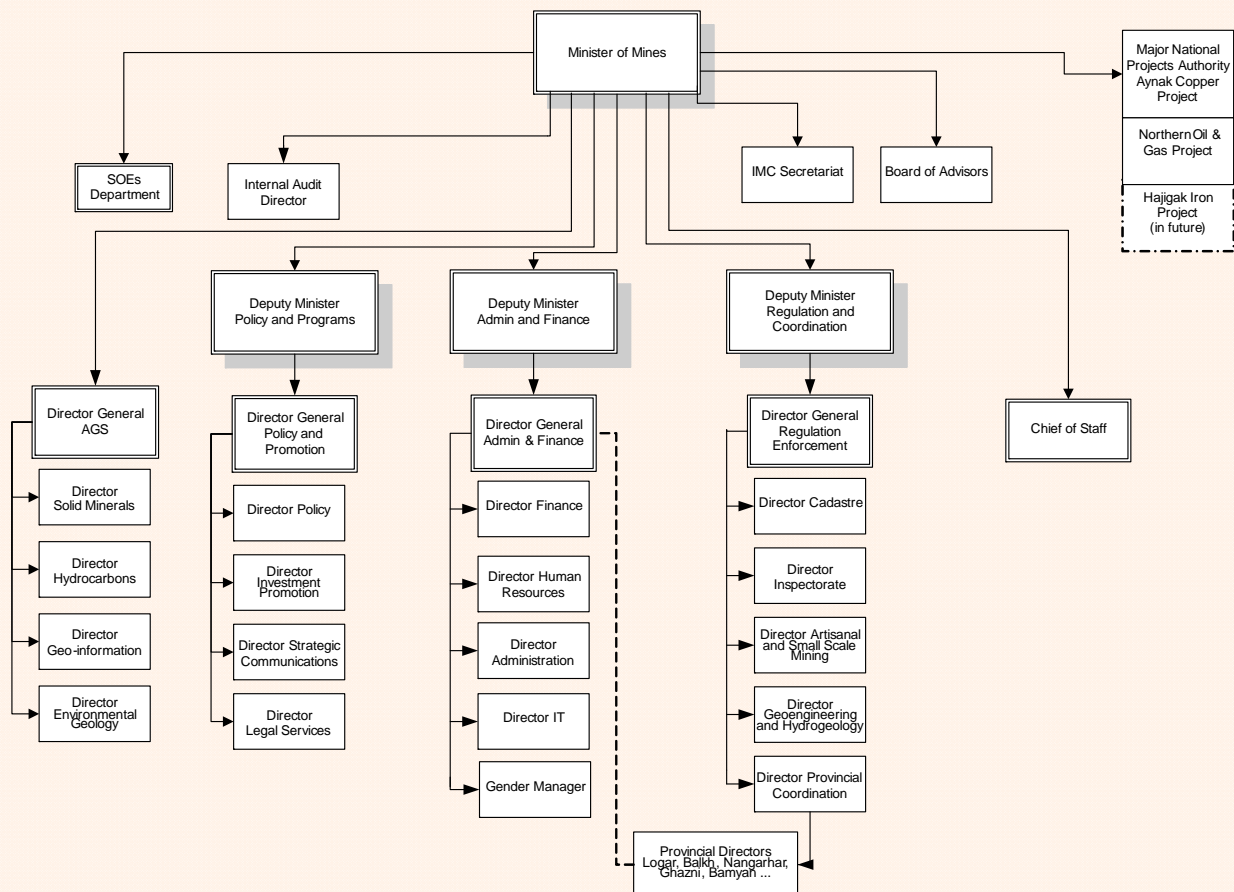 Minister of Mines
Major National
Projects Authority
Aynak Copper
Project
Northern Oil &
Gas Project
Hajigak Iron
Project
(in future)
SOEs
Department
Internal Audit
Director
IMC Secretariat
Board of Advisors
Deputy Minister
Policy and Programs
Deputy Minister
Admin and Finance
Deputy Minister
Regulation and
Coordination
Director General
AGS
Director General
Policy and
Promotion
Director General
Admin & Finance
Director General
Regulation
Enforcement
Chief of Staff
Director
Solid Minerals
Director
Hydrocarbons
Director
Geo-information
Director
Environmental
Geology
Director Policy
Director
Investment
Promotion
Director Strategic
Communications
Director
Legal Services
Director Finance
Director Human
Resources
Director
Administration
Director IT
Gender Manager
Director Cadastre
Director
Inspectorate
Director Artisanal
and Small Scale
Mining
Director
Geoengineering
and Hydrogeology
Director Provincial
Coordination
Provincial Directors
Logar, Balkh, Nangarhar,
Ghazni, Bamyan ...